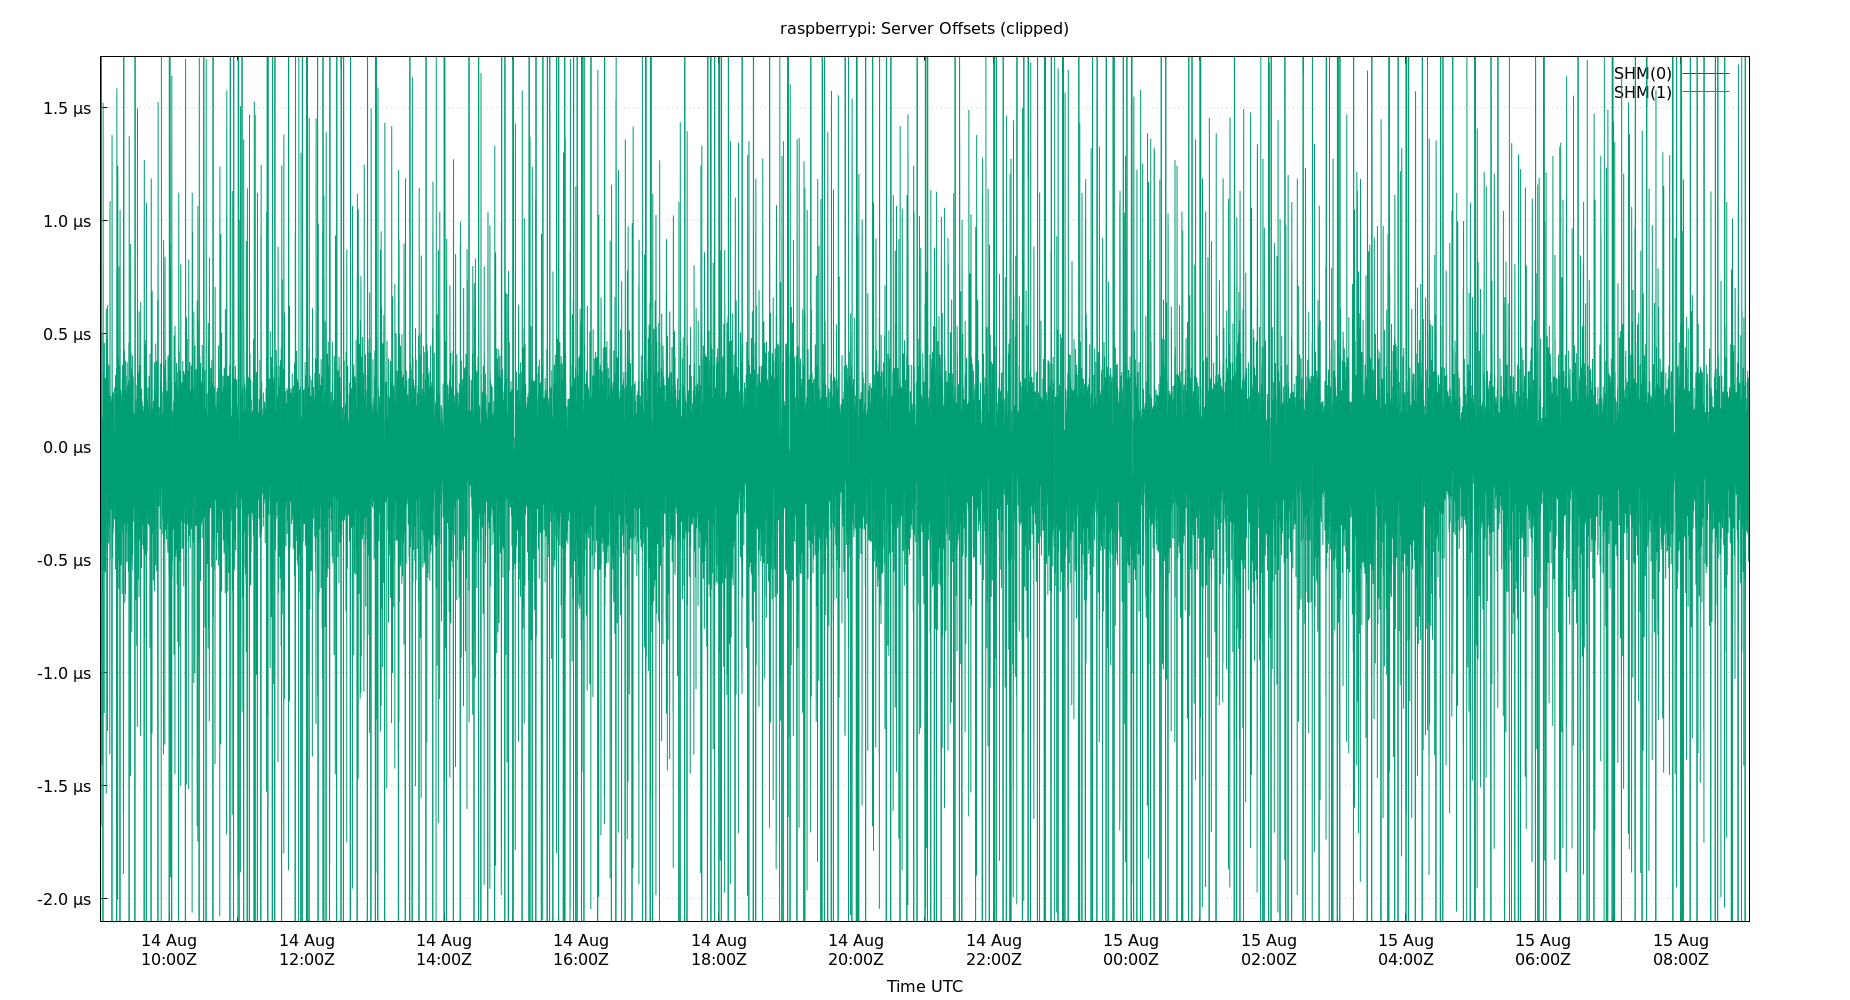 raspberrypi: Server Offsets (clipped)
SHM(0)
SHM(1)
1.5 µs
1.0 µs
0.5 µs
0.0 µs
-0.5 µs
-1.0 µs
-1.5 µs
-2.0 µs
14 Aug 14 Aug 14 Aug 14 Aug 14 Aug 14 Aug 14 Aug 15 Aug 15 Aug 15 Aug 15 Aug 15 Aug
10:00Z 12:00Z 14:00Z 16:00Z 18:00Z 20:00Z 22:00Z 00:00Z 02:00Z 04:00Z 06:00Z 08:00Z
Time UTC